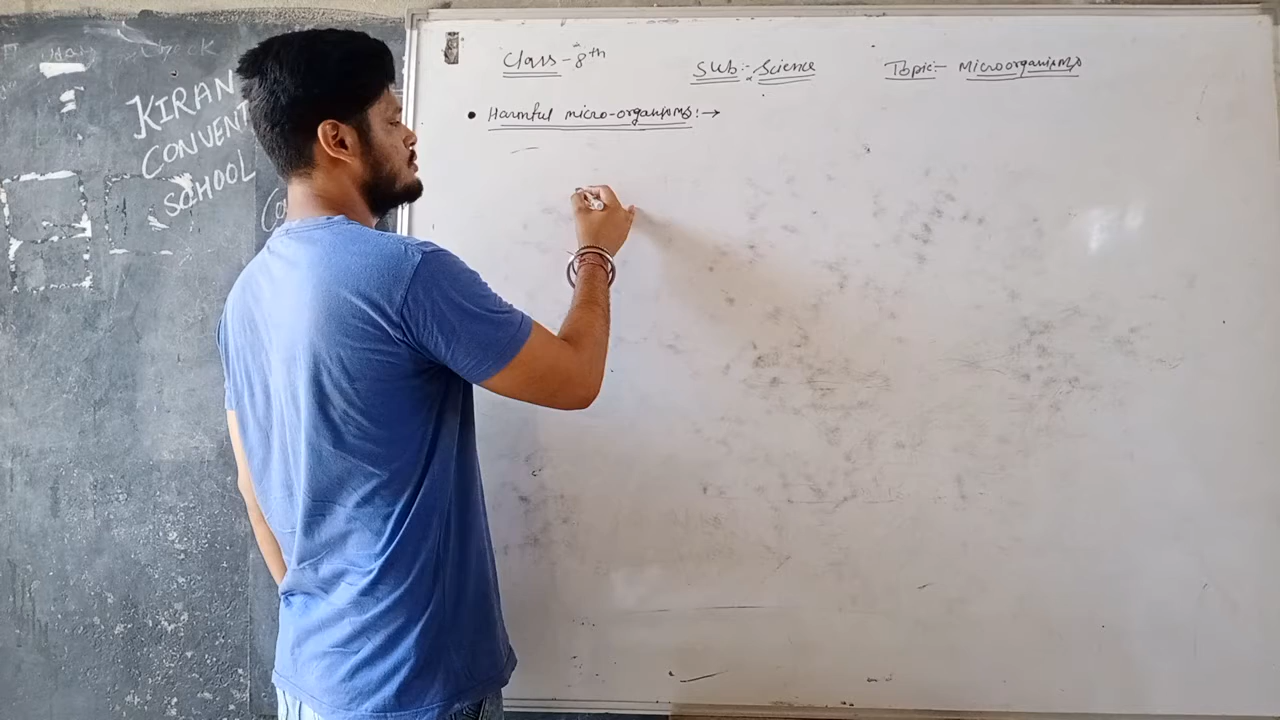 KIRAN
CONVENT
SCHOOL
Class-8th Sub:- Science Topic:- Microorganisms
• Harmful micro-organisms:→